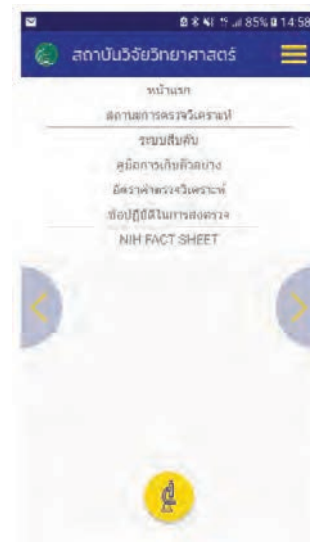 85% 14:58
สถาบันวิจัยวิทยาศาสตร์
หน้าแรก
สถานะการตรวจวิเคราะห์
ระบบสืบค้น
คู่มือการเก็บตัวอย่าง
อัตราค่าตรวจวิเคราะห์
ข้อปฏิบัติในการส่งตรวจ
NIH FACT SHEET